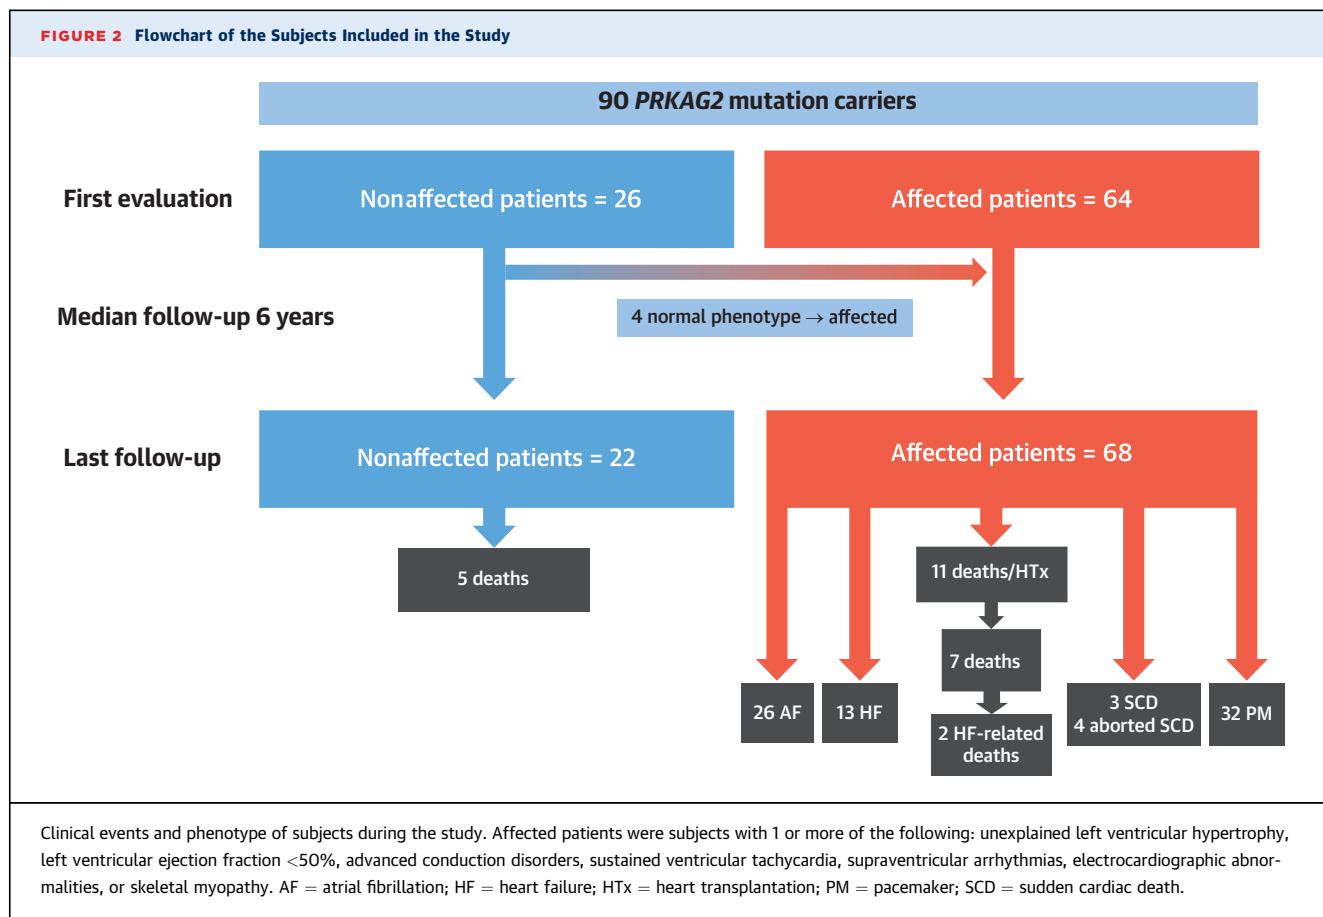 FIGURE 2 Flowchart of the Subjects Included in the Study
90 PRKAG2 mutation carriers
First evaluation
Nonaffected patients = 26
Affected patients = 64
Median follow-up 6 years
4 normal phenotype → affected
Last follow-up
Nonaffected patients = 22
Affected patients = 68
5 deaths
11 deaths/HTx
7 deaths
26 AF
13 HF
2 HF-related
deaths
3 SCD
4 aborted SCD
32 PM
Clinical events and phenotype of subjects during the study. Affected patients were subjects with 1 or more of the following: unexplained left ventricular hypertrophy,
left ventricular ejection fraction <50%, advanced conduction disorders, sustained ventricular tachycardia, supraventricular arrhythmias, electrocardiographic abnor-
malities, or skeletal myopathy. AF = atrial fibrillation; HF = heart failure; HTx = heart transplantation; PM = pacemaker; SCD = sudden cardiac death.